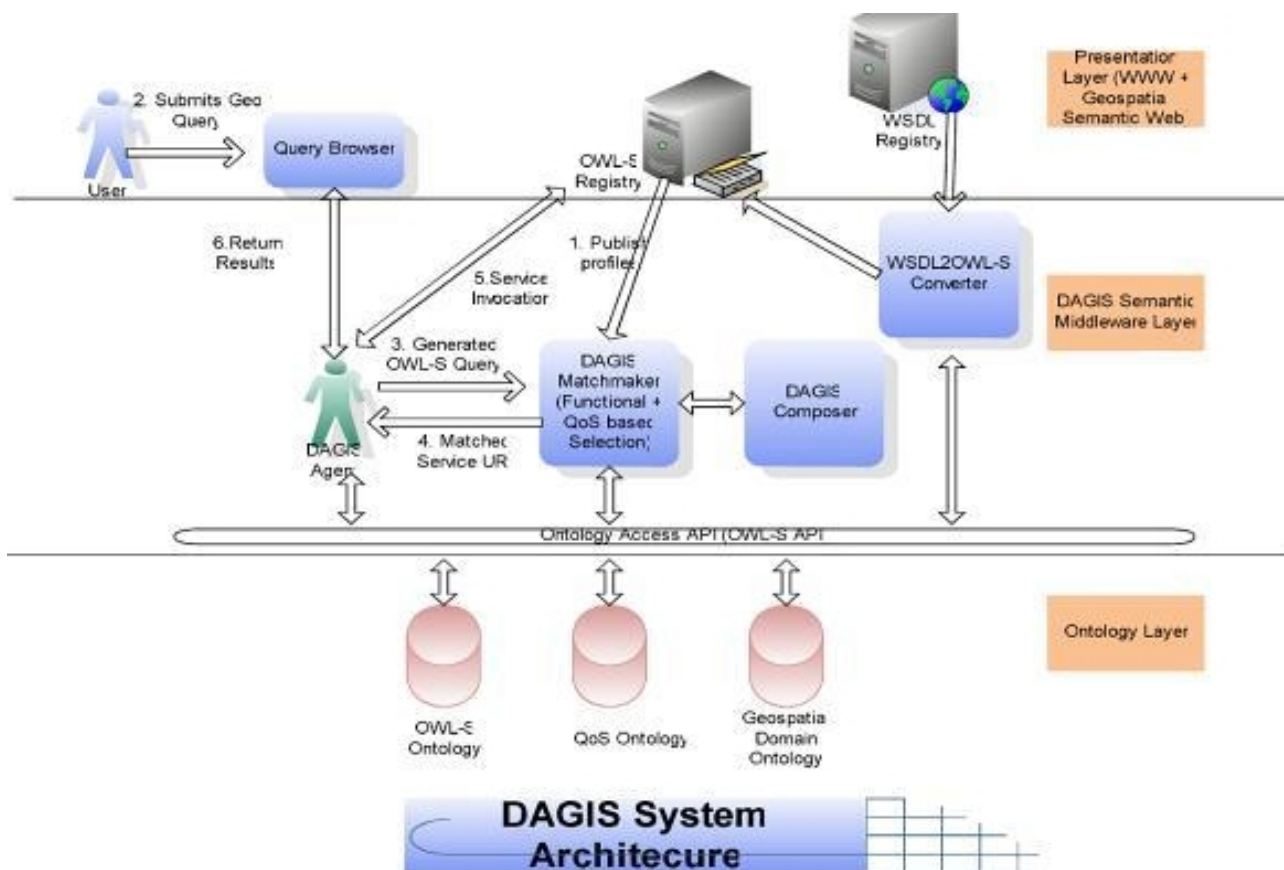 2. Submits Geo
Query
User
Query Browser
OWL-S
Registry
WSDL
Registry
Presentation
Layer (WWW +
Geospatia
Semantic Web
6.Return
Results
5.Service
Invocation
1. Publish
profiles
WSDL2OWL-S
Converter
DAGIS Semantic
Middleware Layer
3. Generated
OWL-S Query
4. Matched
Service UR
DAGIS
Agen
DAGIS
Matchmaker
(Functional +
QoS based
Selection)
DAGIS
Composer
Ontology Access API (OWL-S API
OWL-S
Ontology
QoS Ontology
Geospatia
Domain
Ontology
Ontology Layer
DAGIS System
Architecure